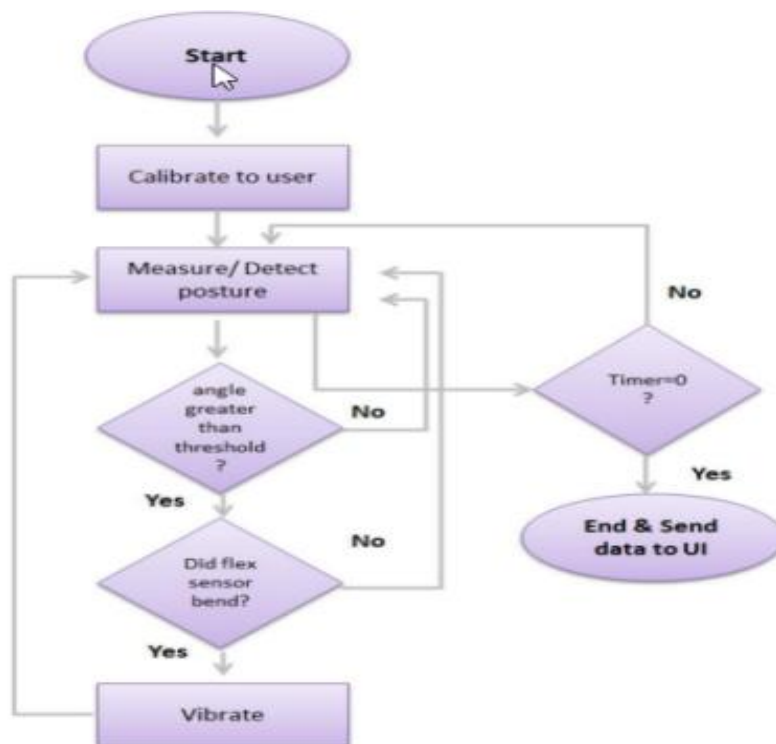 Start
Calibrate to user
Measure/ Detect
posture
No
angle
greater
than
threshold
?
No
Timer=0
?
Yes
Yes
End & Send
data to UI
No
Did flex
sensor
bend?
Yes
Vibrate